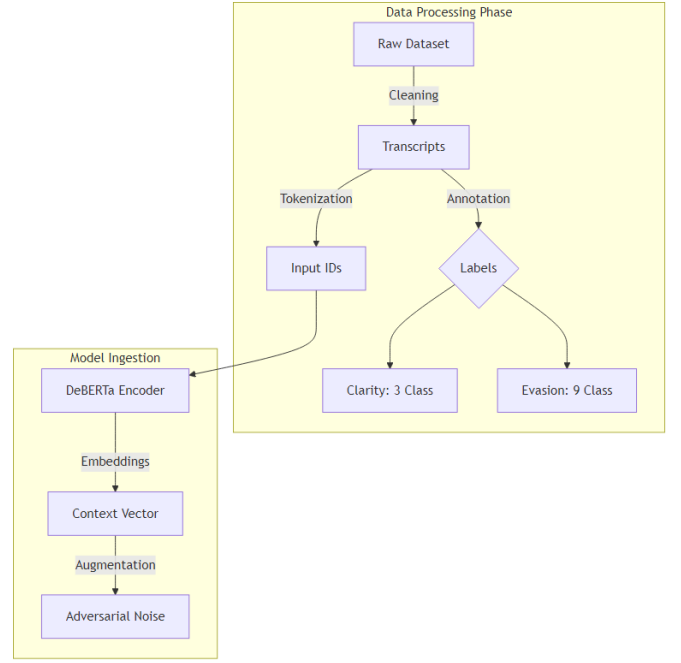 Data Processing Phase
Raw Dataset
Cleaning
Transcripts
Tokenization
Annotation
Input IDs
Labels
Clarity: 3 Class
Evasion: 9 Class
Model Ingestion
DeBERTa Encoder
Embeddings
Context Vector
Augmentation
Adversarial Noise